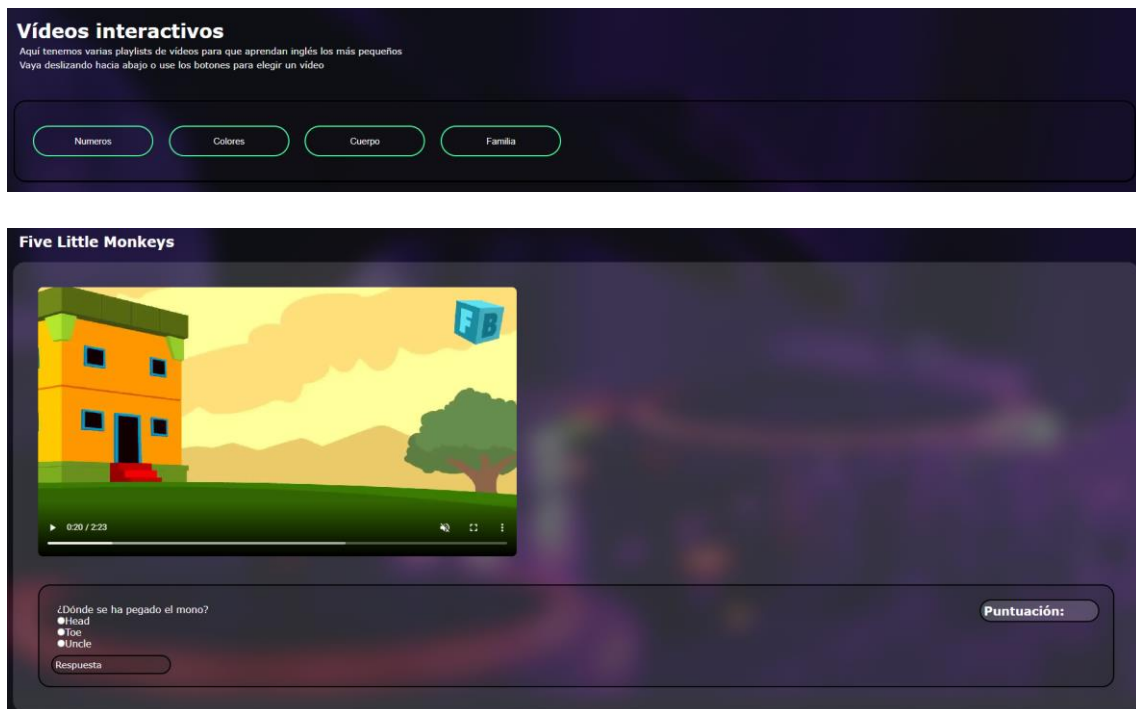 Vídeos interactivos
Aquí tenemos varias playlists de vídeos para que aprendan inglés los más pequeños
Vaya deslizando hacia abajo o use los botones para elegir un vídeo
Numeros
Colores
Cuerpo
Familia
Five Little Monkeys
F B
0:20 / 2:23
¿Dónde se ha pegado el mono?
Head
Toe
Uncle
Respuesta
Puntuación: